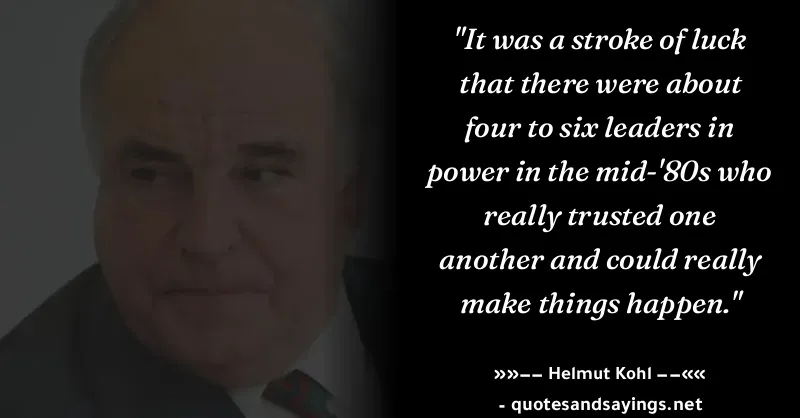 "It was a stroke of luck
that there were about
four to six leaders in
power in the mid-'80s who
really trusted one
another and could really
make things happen."
»»−− Helmut Kohl −−««
- quotesandsayings.net